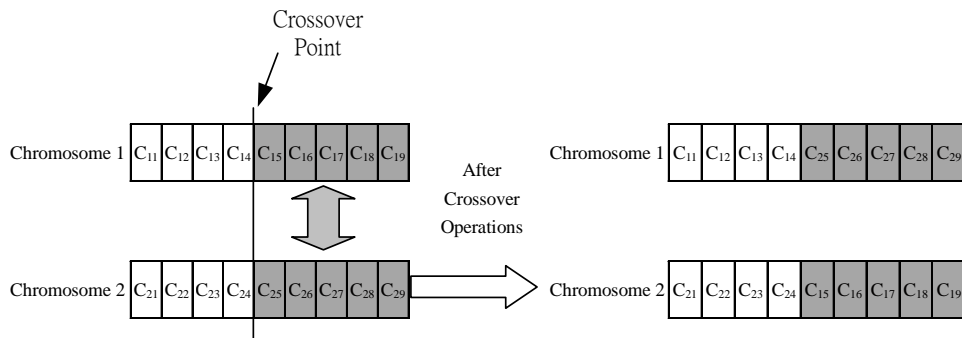 Crossover
Point
Chromosome 1 C₁₁ C₁₂ C₁₃ C₁₄ C₁₅ C₁₆ C₁₇ C₁₈ C₁₉
Chromosome 2 C₂₁ C₂₂ C₂₃ C₂₄ C₂₅ C₂₆ C₂₇ C₂₈ C₂₉
After
Crossover
Operations
Chromosome 1 C₁₁ C₁₂ C₁₃ C₁₄ C₂₅ C₂₆ C₂₇ C₂₈ C₂₉
Chromosome 2 C₂₁ C₂₂ C₂₃ C₂₄ C₁₅ C₁₆ C₁₇ C₁₈ C₁₉